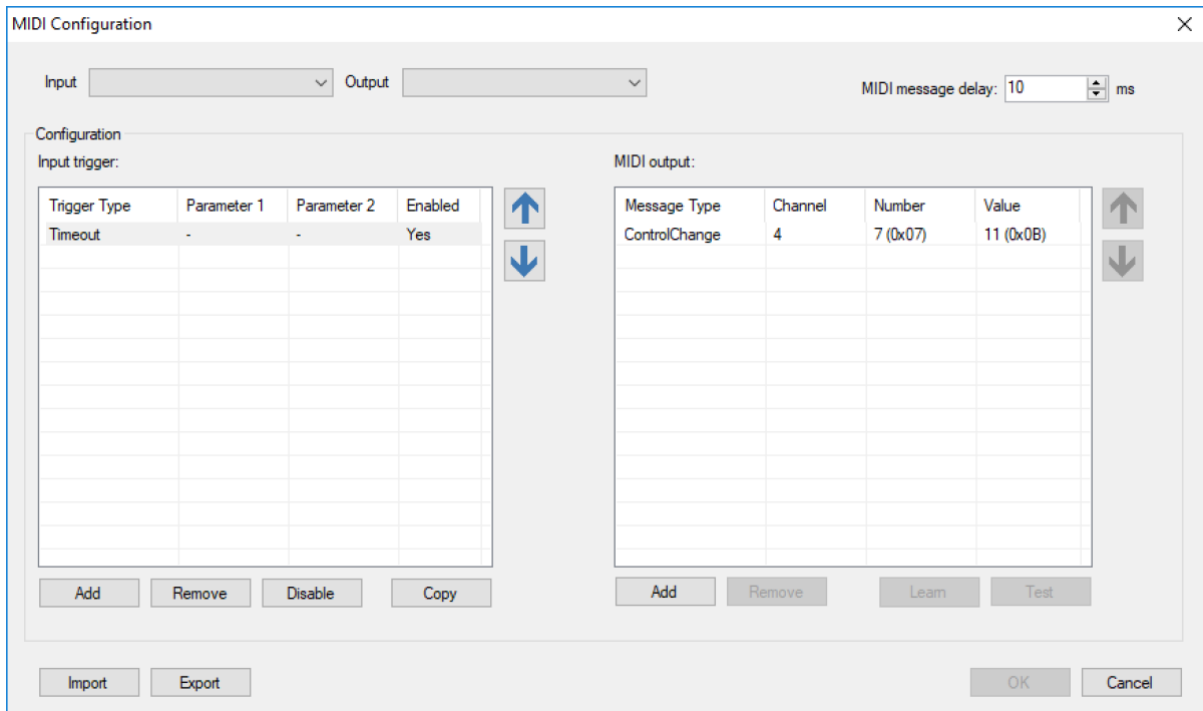 MIDI Configuration
Input Output MIDI message delay: 10 ms
Configuration
Input trigger: MIDI output:
Trigger Type Parameter 1 Parameter 2 Enabled Message Type Channel Number Value
Timeout - - Yes ControlChange 4 7 (0x07) 11 (0x0B)
Add Remove Disable Copy Add Remove Learn Test
Import Export OK Cancel